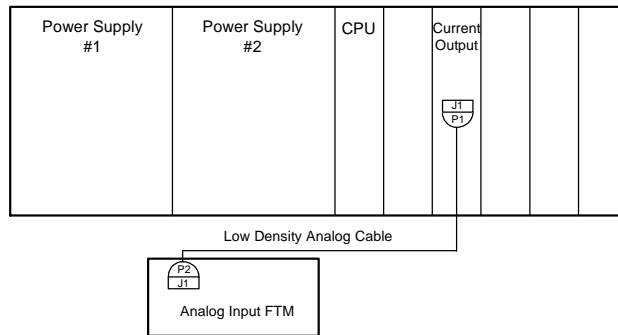 Power Supply
#1
Power Supply
#2
CPU
Current
Output
J1
P1
Low Density Analog Cable
P2
J1
Analog Input FTM